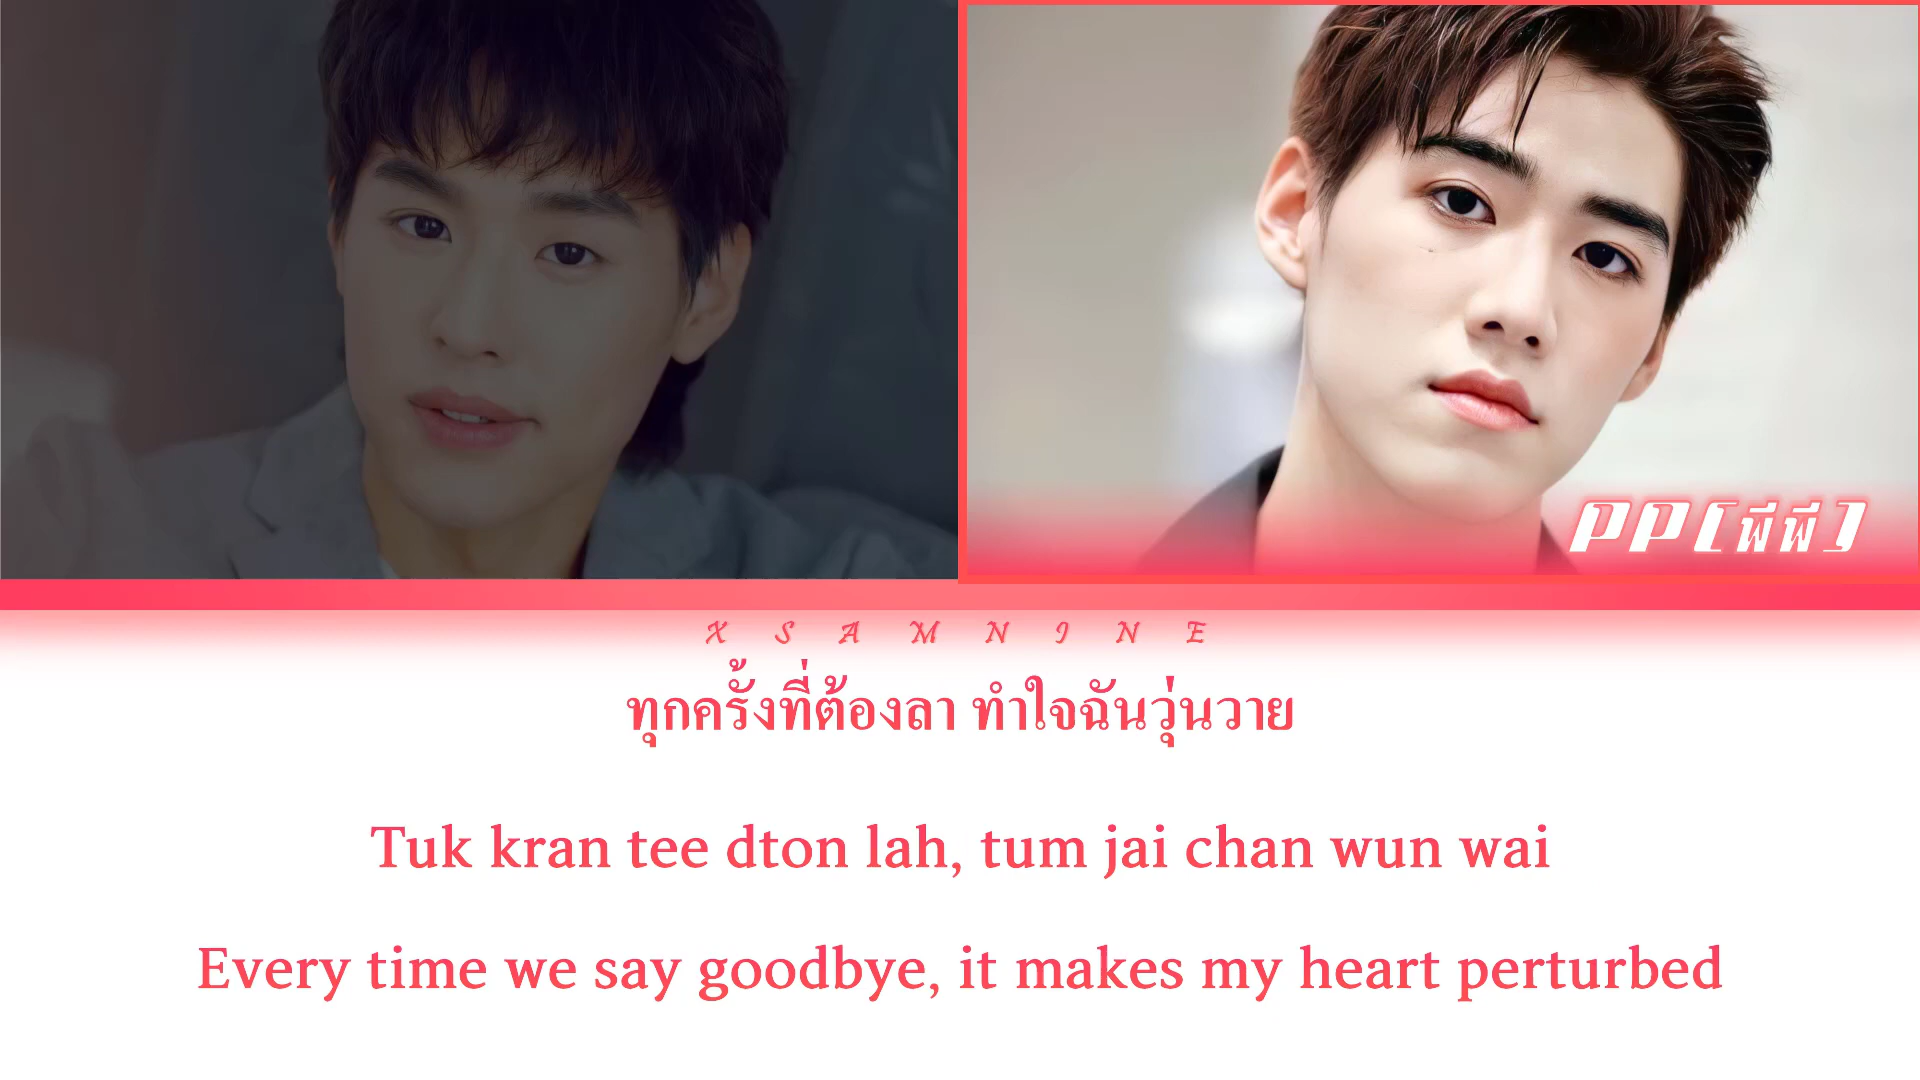 PP [พีพี]
XSAMNINE
ทุกครั้งที่ต้องลา ทำใจฉันวุ่นวาย
Tuk kran tee dton lah, tum jai chan wun wai
Every time we say goodbye, it makes my heart perturbed